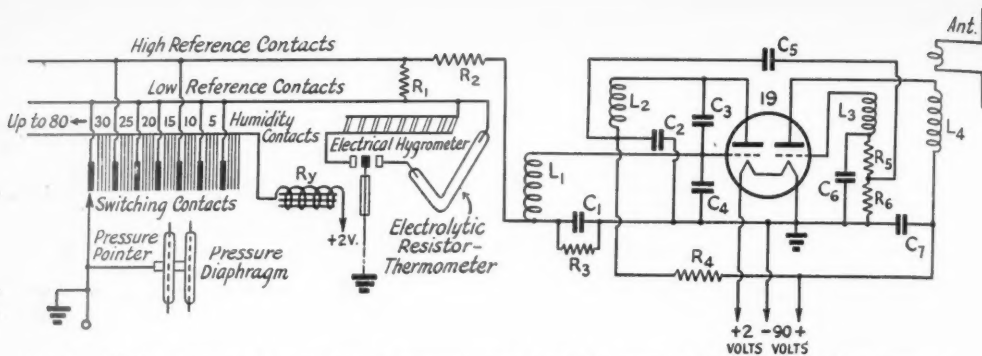 High Reference Contacts
Low Reference Contacts
Up to 80 30 25 20 15 10 5 Humidity Contacts
Switching Contacts
Pressure Pointer
Pressure Diaphragm
Ry
+2V.
R1
R2
Electrical Hygrometer
Electrolytic Resistor-Thermometer
L1
C1
R3
L2
C2
C3
C4
C5
19
L3
R5
R6
C6
C7
L4
Ant.
R4
+2 VOLTS
-90+ VOLTS